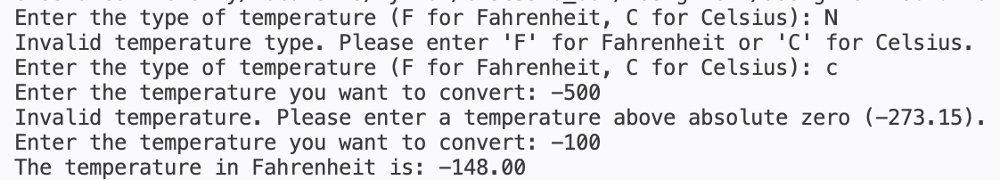 Enter the type of temperature (F for Fahrenheit, C for Celsius): N
Invalid temperature type. Please enter 'F' for Fahrenheit or 'C' for Celsius.
Enter the type of temperature (F for Fahrenheit, C for Celsius): c
Enter the temperature you want to convert: -500
Invalid temperature. Please enter a temperature above absolute zero (-273.15).
Enter the temperature you want to convert: -100
The temperature in Fahrenheit is: -148.00